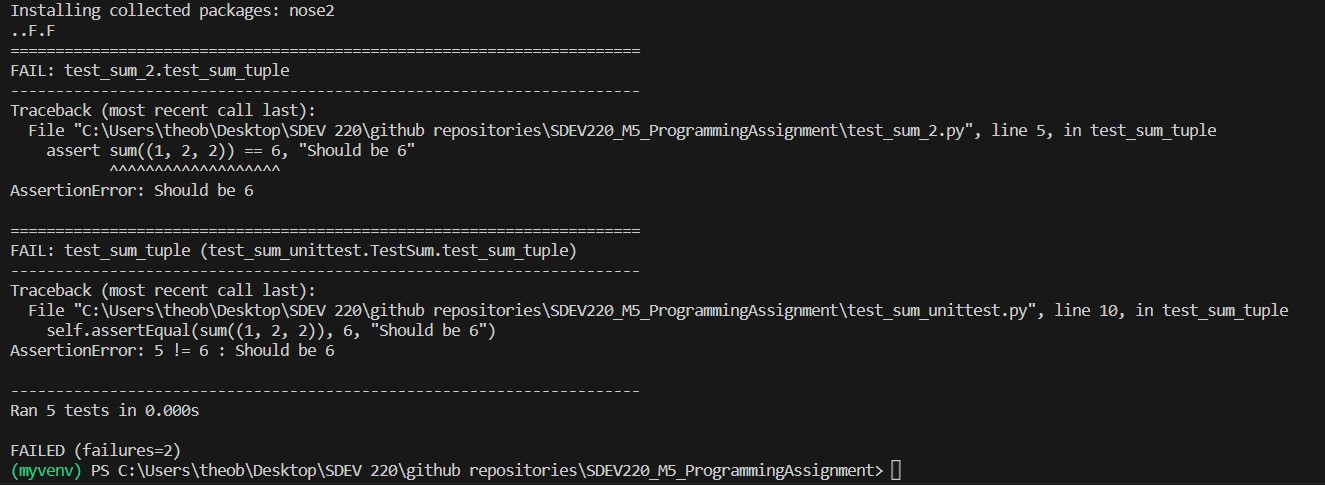 Installing collected packages: nose2
..F.F
======================================================================
FAIL: test_sum_2.test_sum_tuple
----------------------------------------------------------------------
Traceback (most recent call last):
  File "C:\Users\theob\Desktop\SDEV 220\github repositories\SDEV220_M5_ProgrammingAssignment\test_sum_2.py", line 5, in test_sum_tuple
    assert sum((1, 2, 2)) == 6, "Should be 6"
           ^^^^^^^^^^^^^^^^^^^
AssertionError: Should be 6

======================================================================
FAIL: test_sum_tuple (test_sum_unittest.TestSum.test_sum_tuple)
----------------------------------------------------------------------
Traceback (most recent call last):
  File "C:\Users\theob\Desktop\SDEV 220\github repositories\SDEV220_M5_ProgrammingAssignment\test_sum_unittest.py", line 10, in test_sum_tuple
    self.assertEqual(sum((1, 2, 2)), 6, "Should be 6")
AssertionError: 5 != 6 : Should be 6

----------------------------------------------------------------------
Ran 5 tests in 0.000s

FAILED (failures=2)
(myvenv) PS C:\Users\theob\Desktop\SDEV 220\github repositories\SDEV220_M5_ProgrammingAssignment>